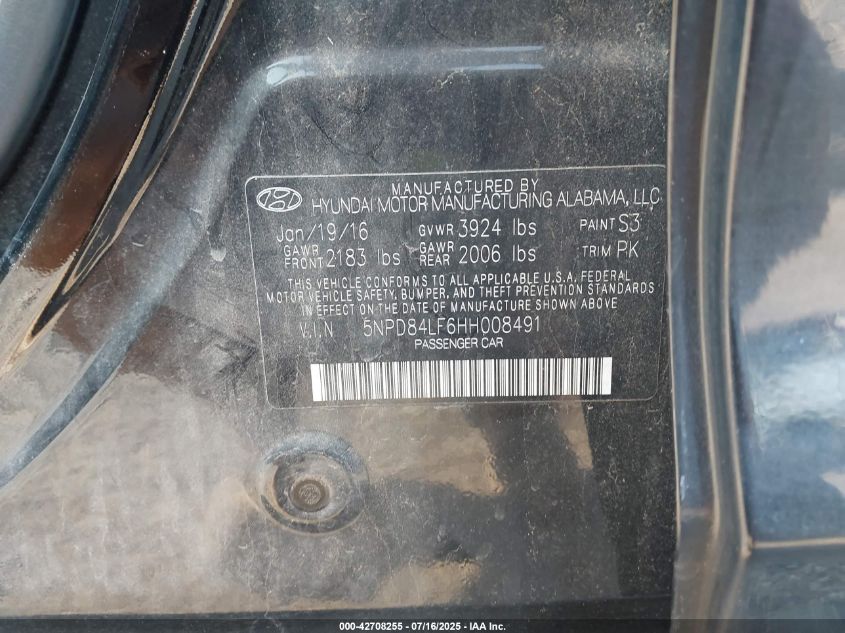 MANUFACTURED BY
HYUNDAI MOTOR MANUFACTURING ALABAMA, LLC
Jan/19/16 GVWR 3924 lbs PAINT S3
GAWR FRONT 2183 lbs GAWR REAR 2006 lbs TRIM PK
THIS VEHICLE CONFORMS TO ALL APPLICABLE U.S.A. FEDERAL
MOTOR VEHICLE SAFETY, BUMPER, AND THEFT PREVENTION STANDARDS
IN EFFECT ON THE DATE OF MANUFACTURE SHOWN ABOVE.
V.I.N 5NPD84LF6HH008491
PASSENGER CAR
000-42708255 - 07/16/2025 - IAA Inc.